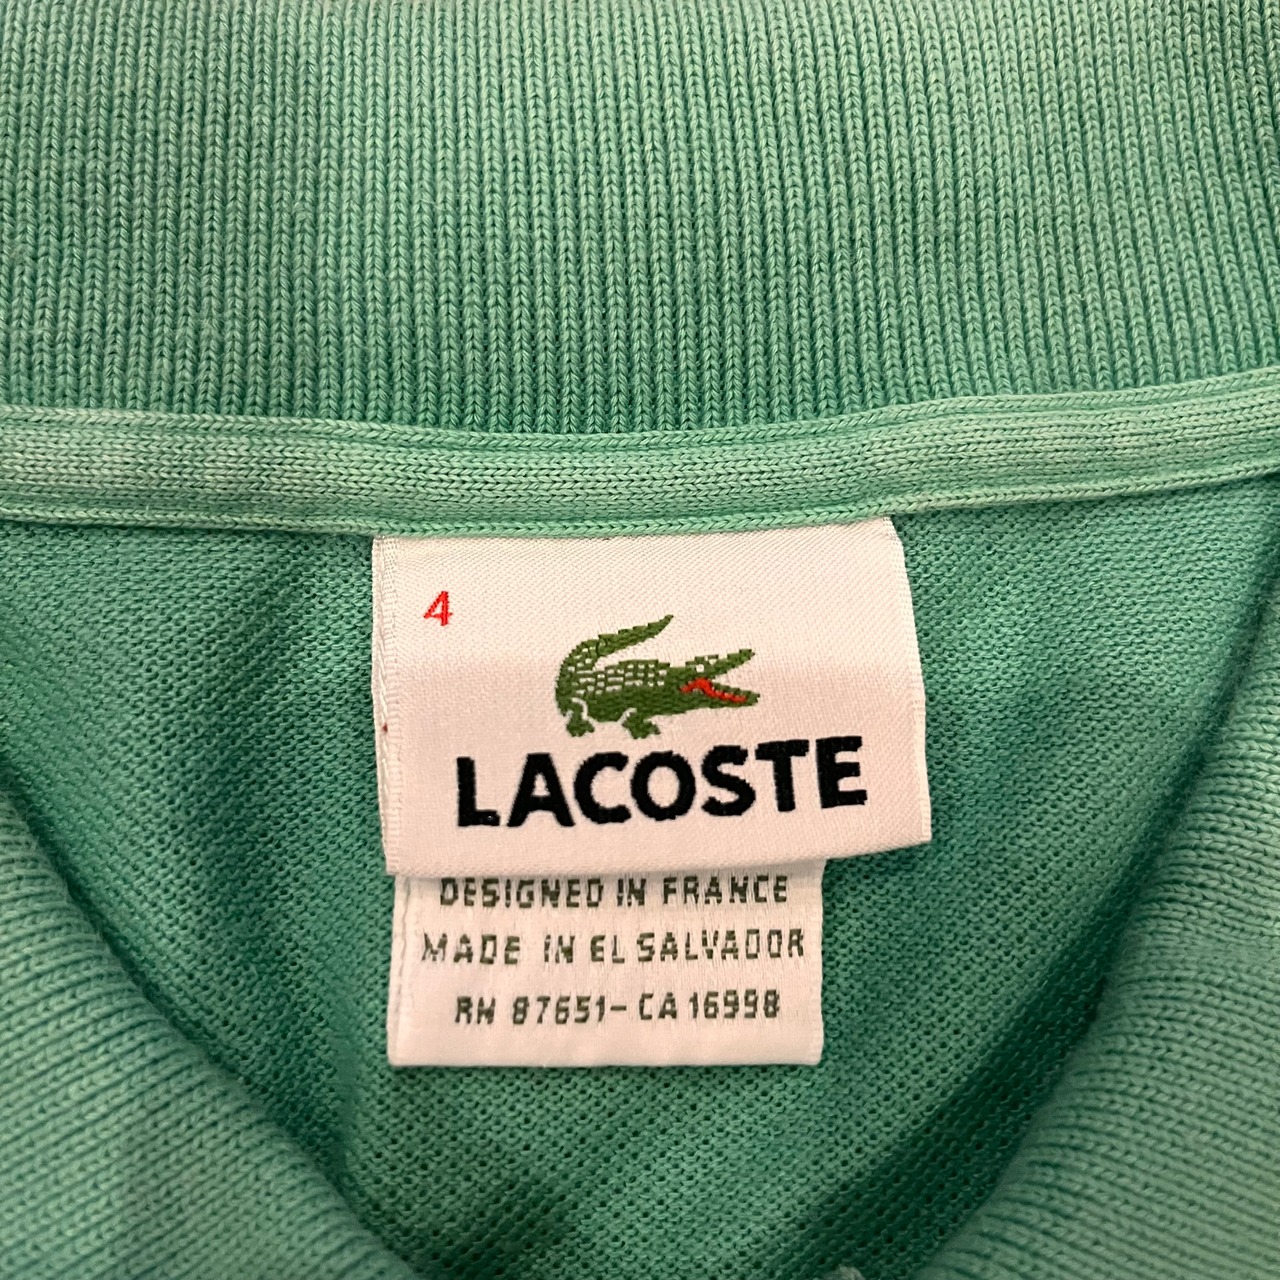 4
LACOSTE
DESIGNED IN FRANCE
MADE IN EL SALVADOR
RN 87651-CA 16998